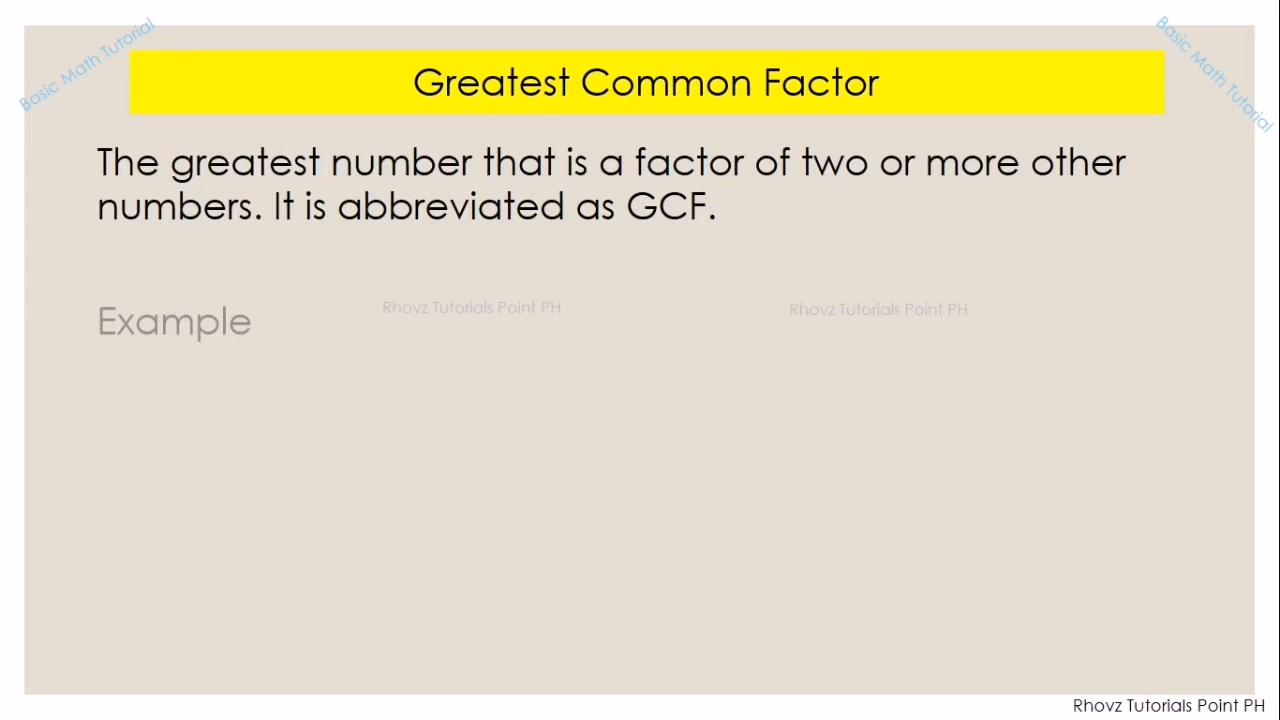 Basic Math Tutorial
Basic Math Tutorial
Greatest Common Factor
The greatest number that is a factor of two or more other
numbers. It is abbreviated as GCF.
Example
Rhovz Tutorials Point PH
Rhovz Tutorials Point PH
Rhovz Tutorials Point PH